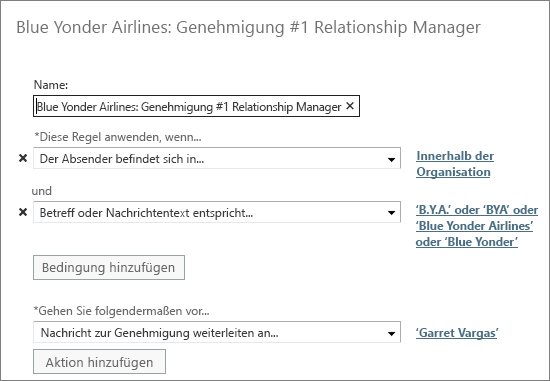 Blue Yonder Airlines: Genehmigung #1 Relationship Manager
Name:
Blue Yonder Airlines: Genehmigung #1 Relationship Manager ×
*Diese Regel anwenden, wenn...
Der Absender befindet sich in...
Innerhalb der
Organisation
und
Betreff oder Nachrichtentext entspricht...
‘B.Y.A.’ oder ‘BYA’ oder
‘Blue Yonder Airlines’
oder ‘Blue Yonder’
Bedingung hinzufügen
*Gehen Sie folgendermaßen vor...
Nachricht zur Genehmigung weiterleiten an...
‘Garret Vargas’
Aktion hinzufügen